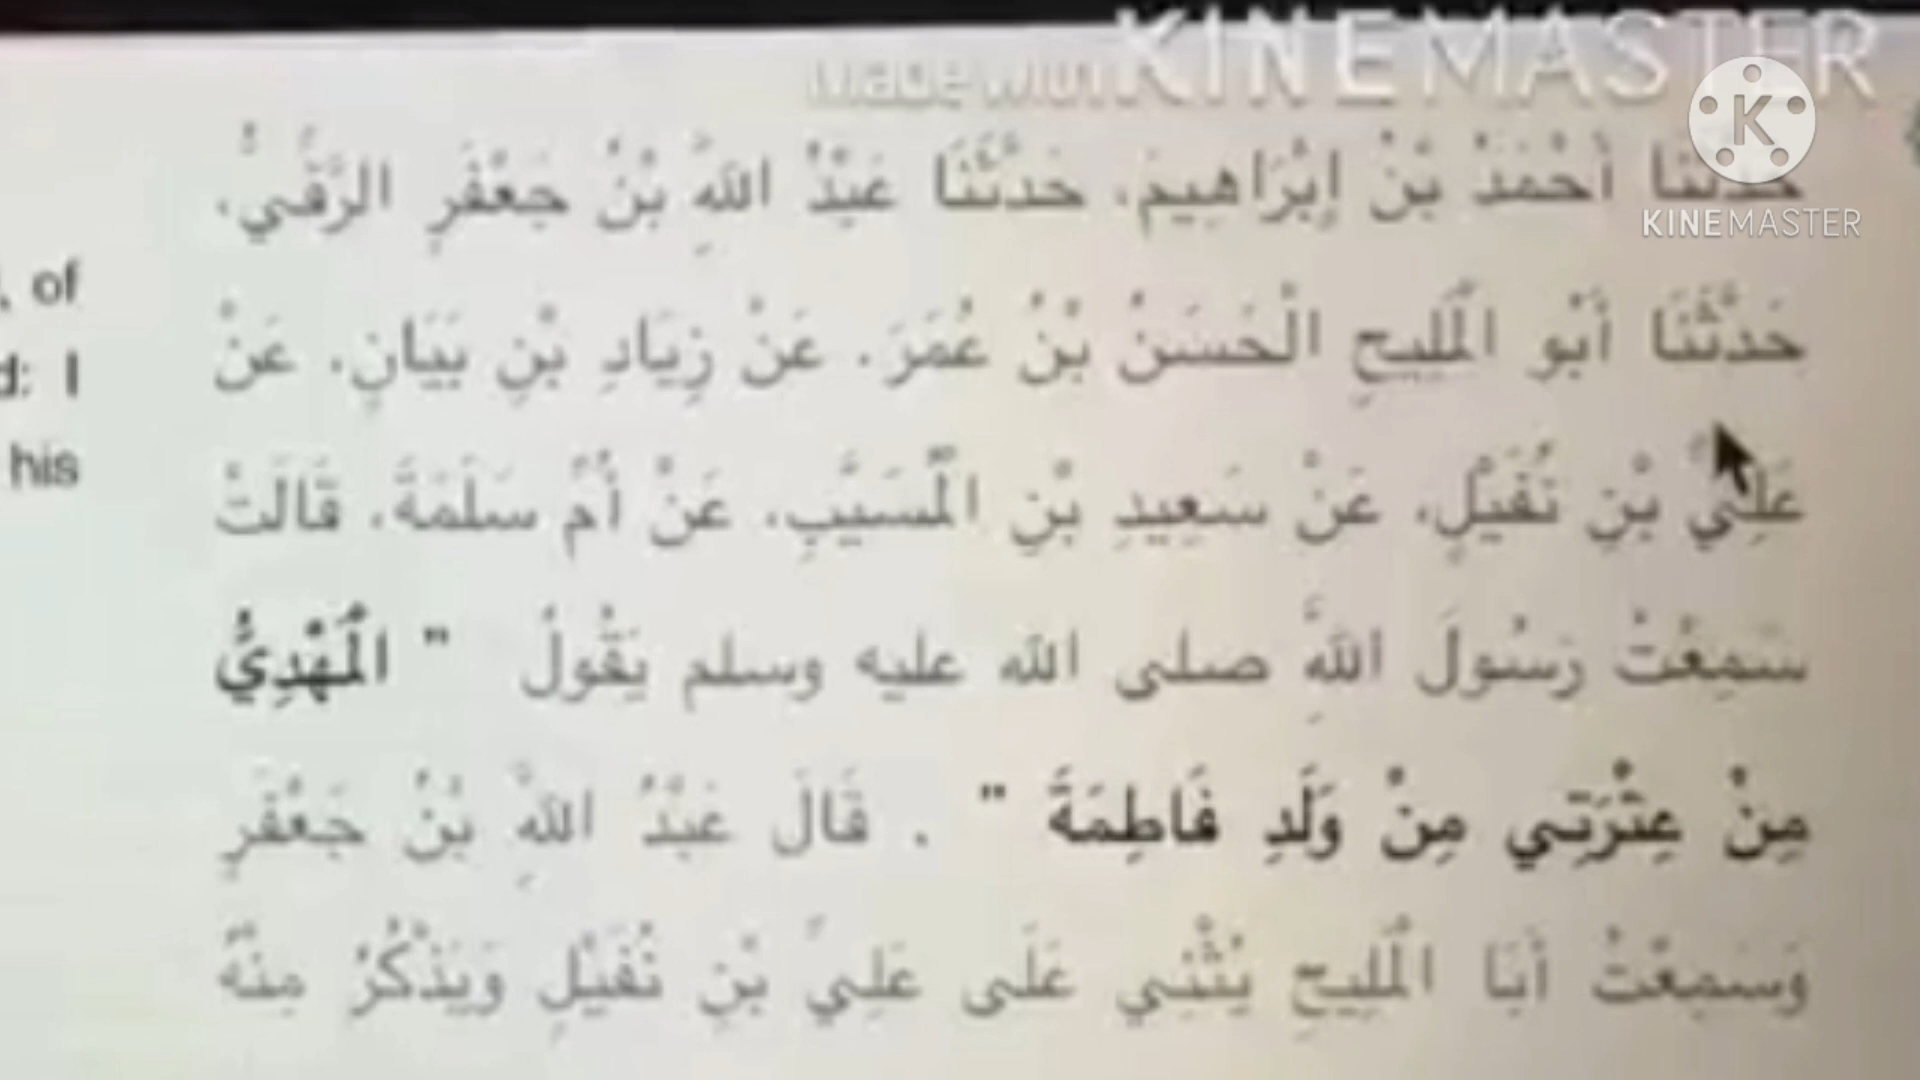 Made with KINEMASTER
KINEMASTER
حَدَّثَنَا أَحْمَدُ بْنُ إِبْرَاهِيمَ، حَدَّثَنَا عَبْدُ اللَّهِ بْنُ جَعْفَرٍ الرَّقِّيُّ،
, of
حَدَّثَنَا أَبُو الْمَلِيحِ الْحَسَنُ بْنُ عُمَرَ، عَنْ زِيَادِ بْنِ بَيَانٍ، عَنْ
d: I
عَلِيِّ بْنِ نُفَيْلٍ، عَنْ سَعِيدِ بْنِ الْمُسَيَّبِ، عَنْ أُمِّ سَلَمَةَ، قَالَتْ
his
سَمِعْتُ رَسُولَ اللَّهِ صلى الله عليه وسلم يَقُولُ " الْمَهْدِيُّ
مِنْ عِتْرَتِي مِنْ وَلَدِ فَاطِمَةَ " . قَالَ عَبْدُ اللَّهِ بْنُ جَعْفَرٍ
وَسَمِعْتُ أَبَا الْمَلِيحِ يُثْنِي عَلَى عَلِيِّ بْنِ نُفَيْلٍ وَيَذْكُرُ مِنْهُ